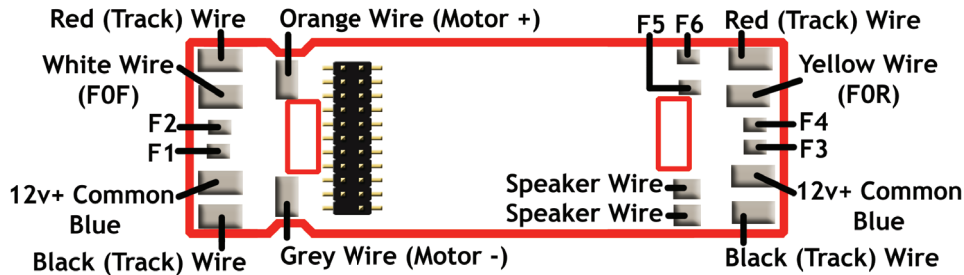 Red (Track) Wire
Orange Wire (Motor +)
F5 F6
Red (Track) Wire
White Wire
(F0F)
Yellow Wire
(F0R)
F2
F1
F4
F3
12v+ Common
Blue
Speaker Wire
Speaker Wire
12v+ Common
Blue
Black (Track) Wire
Grey Wire (Motor -)
Black (Track) Wire